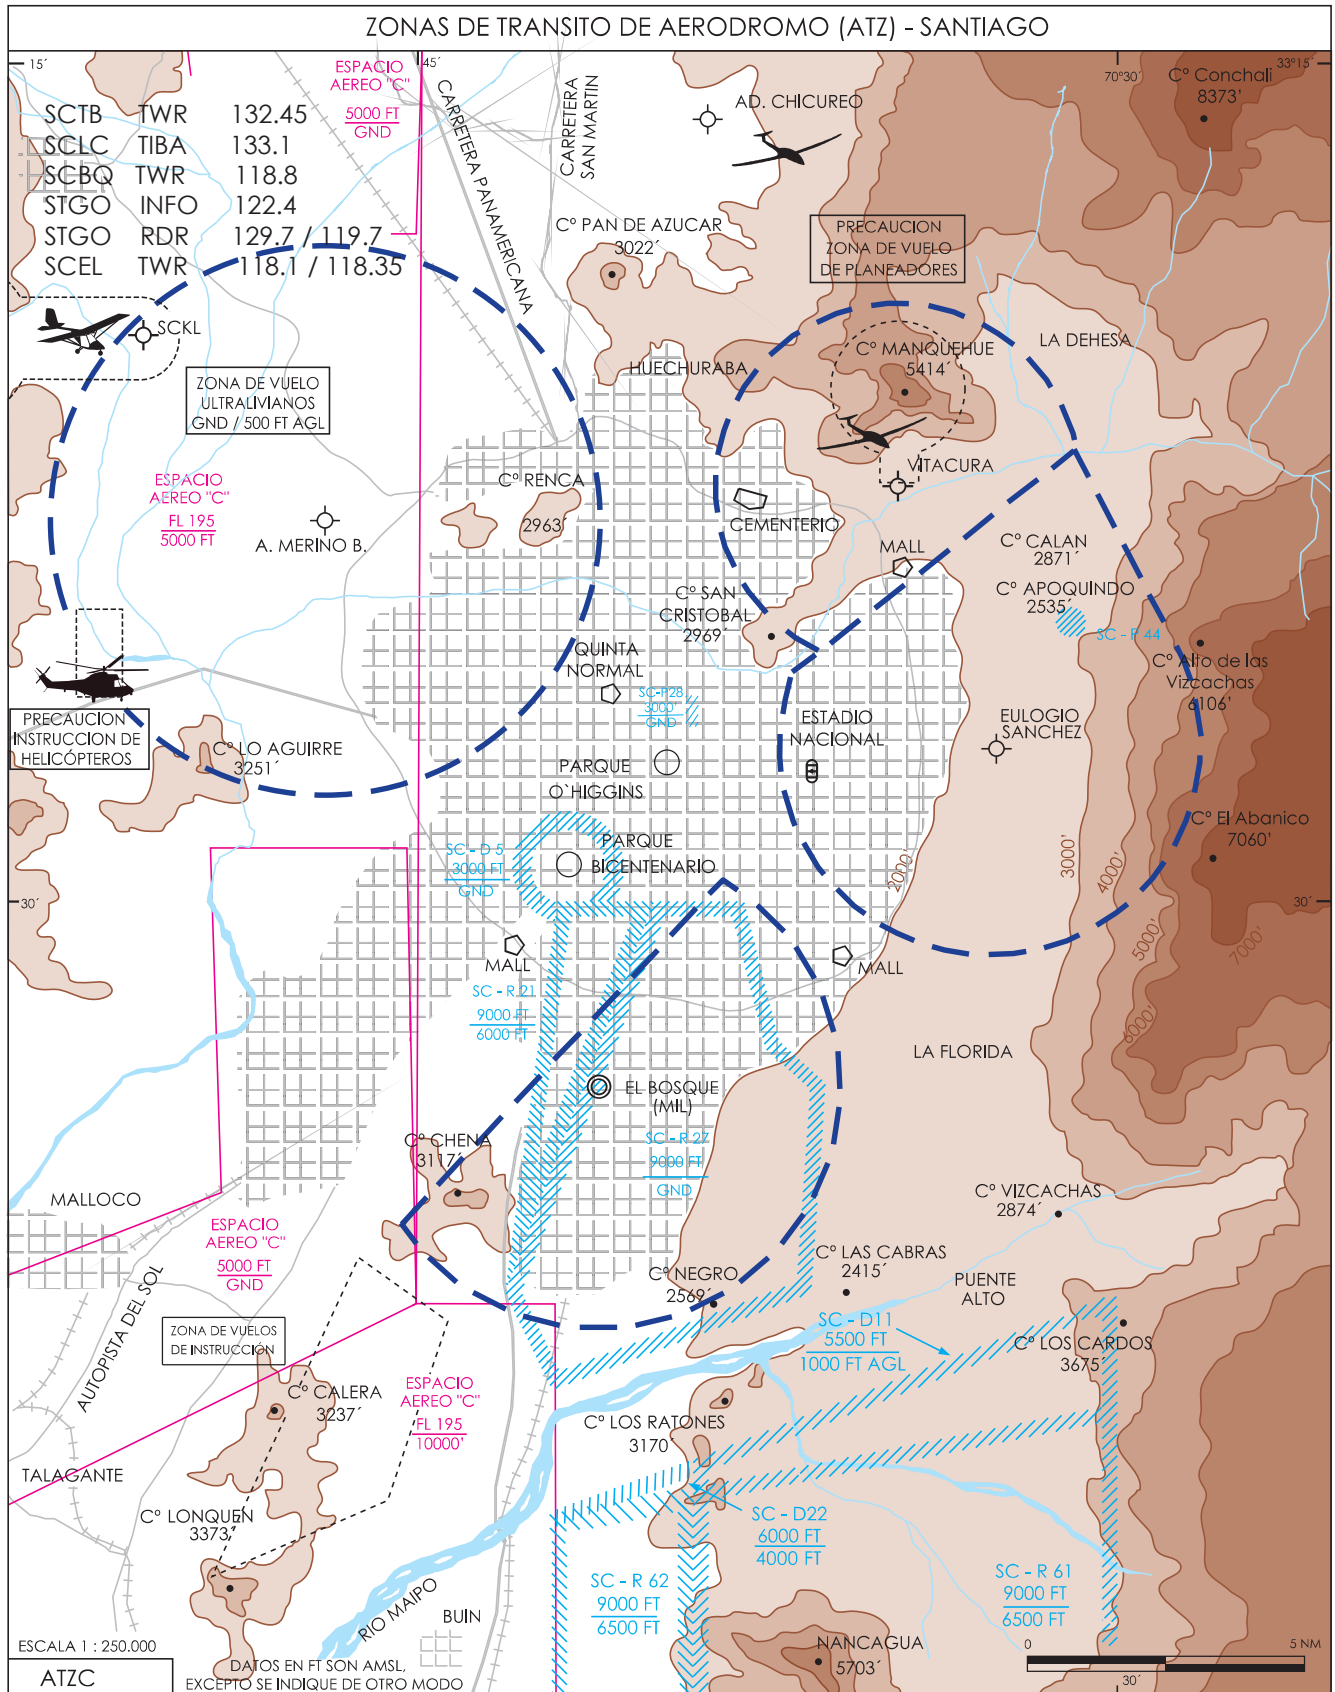 ZONAS DE TRANSITO DE AERODROMO (ATZ) - SANTIAGO
15´
45´
70°30´
33°15´
SCTB TWR 132.45
SCLC TIBA 133.1
SCBQ TWR 118.8
STGO INFO 122.4
STGO RDR 129.7 / 119.7
SCEL TWR 118.1 / 118.35
ESPACIO
AEREO "C"
5000 FT
GND
CARRETERA PANAMERICANA
CARRETERA
SAN MARTIN
AD. CHICUREO
C° Conchali
8373'
C° PAN DE AZUCAR
3022´
PRECAUCION
ZONA DE VUELO
DE PLANEADORES
SCKL
ZONA DE VUELO
ULTRALIVIANOS
GND / 500 FT AGL
HUECHURABA
C° MANQUEHUE
5414´
LA DEHESA
ESPACIO
AEREO "C"
FL 195
5000 FT
A. MERINO B.
C° RENCA
2963´
CEMENTERIO
VITACURA
MALL
C° CALAN
2871´
C° APOQUINDO
2535´
SC - P 44
C° SAN
CRISTOBAL
2969´
QUINTA
NORMAL
SC-P28
3000'
GND
C° Alto de las
Vizcachas
6106'
PRECAUCION
INSTRUCCION DE
HELICÓPTEROS
C° LO AGUIRRE
3251´
ESTADIO
NACIONAL
EULOGIO
SANCHEZ
PARQUE
O`HIGGINS
C° El Abanico
7060'
SC - D 5
3000 FT
GND
PARQUE
BICENTENARIO
2000'
3000'
4000'
5000'
6000'
7000'
30´
30´
MALL
MALL
SC - R 21
9000 FT
6000 FT
LA FLORIDA
EL BOSQUE
(MIL)
SC - R 27
9000 FT
GND
C° CHENA
3117´
MALLOCO
ESPACIO
AEREO "C"
5000 FT
GND
C° VIZCACHAS
2874´
C° LAS CABRAS
2415´
C° NEGRO
2569´
PUENTE
ALTO
AUTOPISTA DEL SOL
ZONA DE VUELOS
DE INSTRUCCIÓN
SC - D11
5500 FT
1000 FT AGL
C° LOS CARDOS
3675´
C° CALERA
3237´
ESPACIO
AEREO "C"
FL 195
10000'
C° LOS RATONES
3170´
TALAGANTE
C° LONQUEN
3373´
SC - D22
6000 FT
4000 FT
SC - R 62
9000 FT
6500 FT
SC - R 61
9000 FT
6500 FT
RIO MAIPO
BUIN
NANCAGUA
5703´
ESCALA 1 : 250.000
0
5 NM
30´
ATZC
DATOS EN FT SON AMSL,
EXCEPTO SE INDIQUE DE OTRO MODO